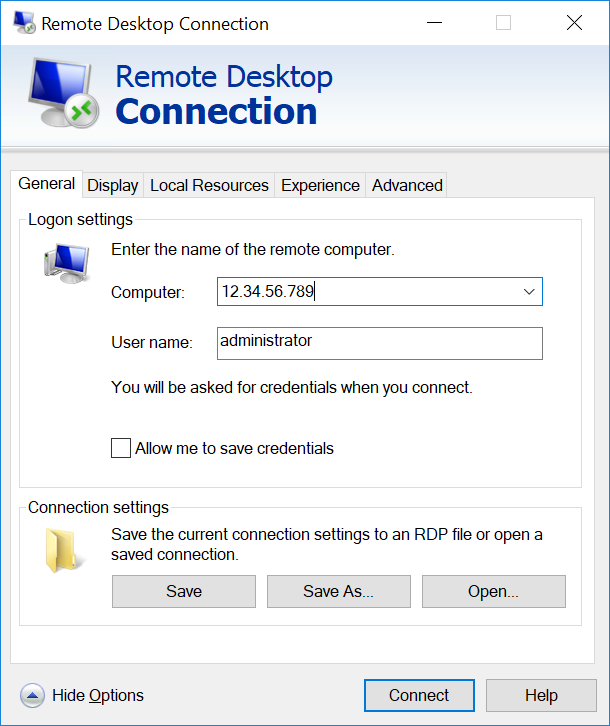 Remote Desktop Connection
Remote Desktop
Connection
General Display Local Resources Experience Advanced
Logon settings
Enter the name of the remote computer.
Computer: 12.34.56.789
User name: administrator
You will be asked for credentials when you connect.
Allow me to save credentials
Connection settings
Save the current connection settings to an RDP file or open a
saved connection.
Save Save As... Open...
Hide Options Connect Help